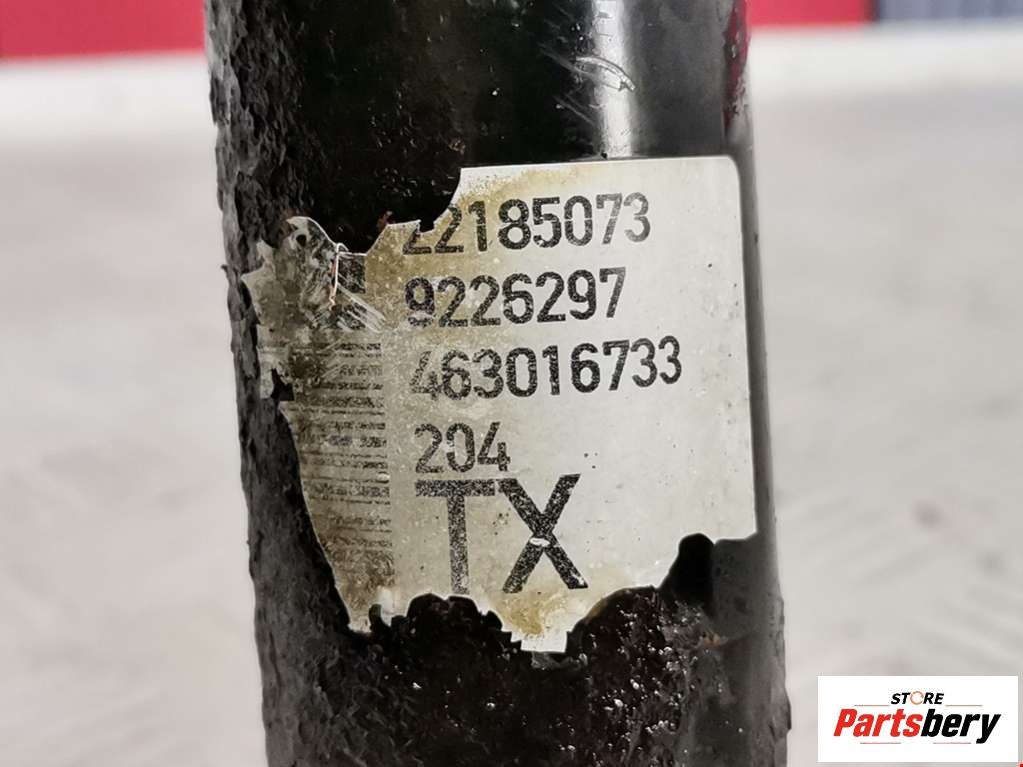 22185073
9226297
463016733
204
TX
STORE
Partsbery